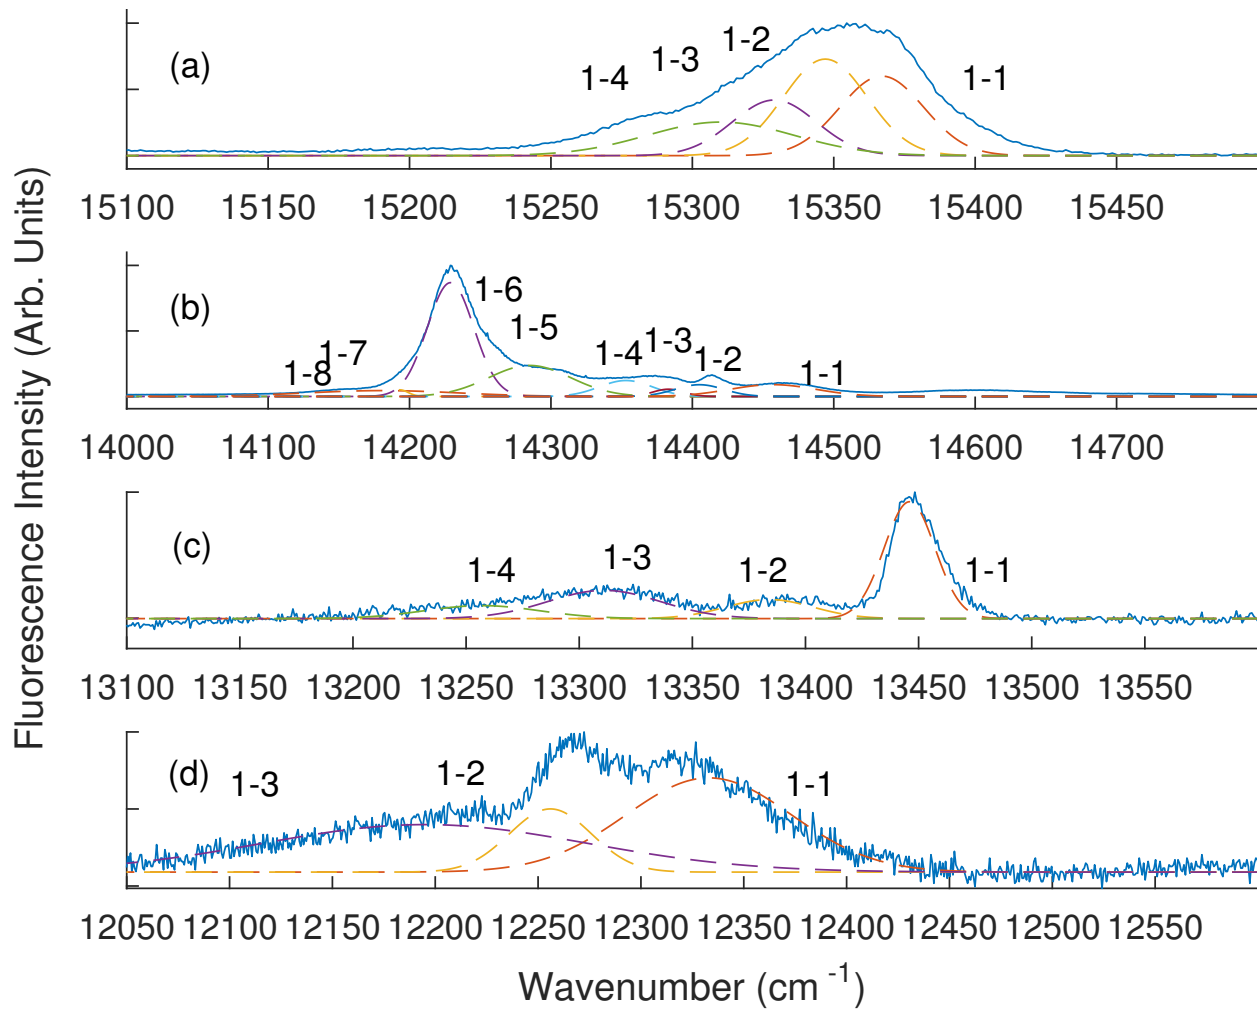 (a)
1-4
1-3
1-2
1-1
15100 15150 15200 15250 15300 15350 15400 15450
(b)
1-8
1-7
1-6
1-5
1-4
1-3
1-2
1-1
14000 14100 14200 14300 14400 14500 14600 14700
(c)
1-4
1-3
1-2
1-1
13100 13150 13200 13250 13300 13350 13400 13450 13500 13550
(d)
1-3
1-2
1-1
12050 12100 12150 12200 12250 12300 12350 12400 12450 12500 12550
Wavenumber (cm -1)
Fluorescence Intensity (Arb. Units)